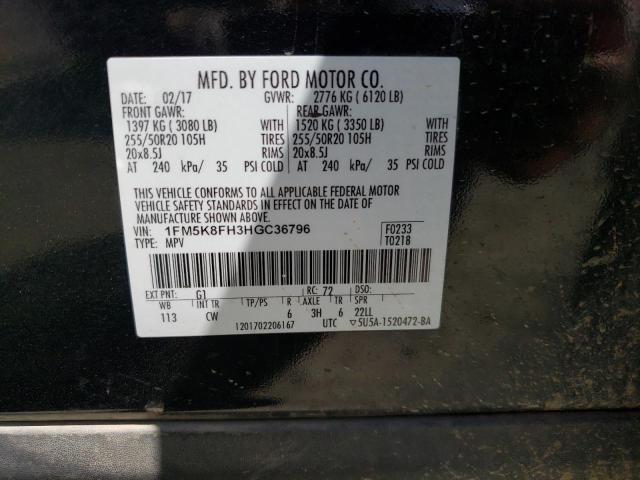 MFD. BY FORD MOTOR CO.
DATE: 02/17 GVWR: 2776 KG ( 6120 LB)
FRONT GAWR: REAR GAWR:
1397 KG ( 3080 LB) WITH 1520 KG ( 3350 LB) WITH
255/50R20 105H TIRES 255/50R20 105H TIRES
20x8.5J RIMS 20x8.5J RIMS
AT 240 kPa/ 35 PSI COLD AT 240 kPa/ 35 PSI COLD
THIS VEHICLE CONFORMS TO ALL APPLICABLE FEDERAL MOTOR
VEHICLE SAFETY STANDARDS IN EFFECT ON THE DATE OF
MANUFACTURE SHOWN ABOVE.
VIN: 1FM5K8FH3HGC36796 F0233
TYPE: MPV T0218
EXT PNT: G1 RC: 72 DSO:
WB INT TR TP/PS R AXLE TR SPR
113 CW 6 3H 6 22LL
1201702206167 UTC ▽5U5A-1520472-BA